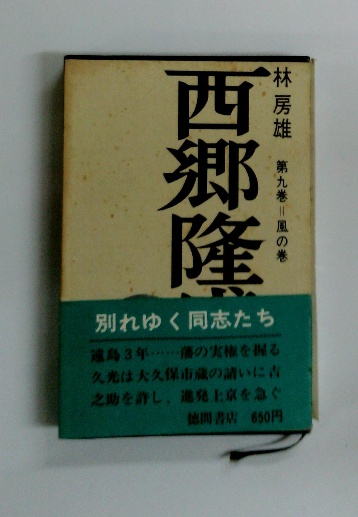 林房雄
第九巻=風の巻
西郷隆盛
別れゆく同志たち
遠島3年……藩の実権を握る
久光は大久保市蔵の請いに吉
之助を許し、進発上京を急ぐ
徳間書店 650円